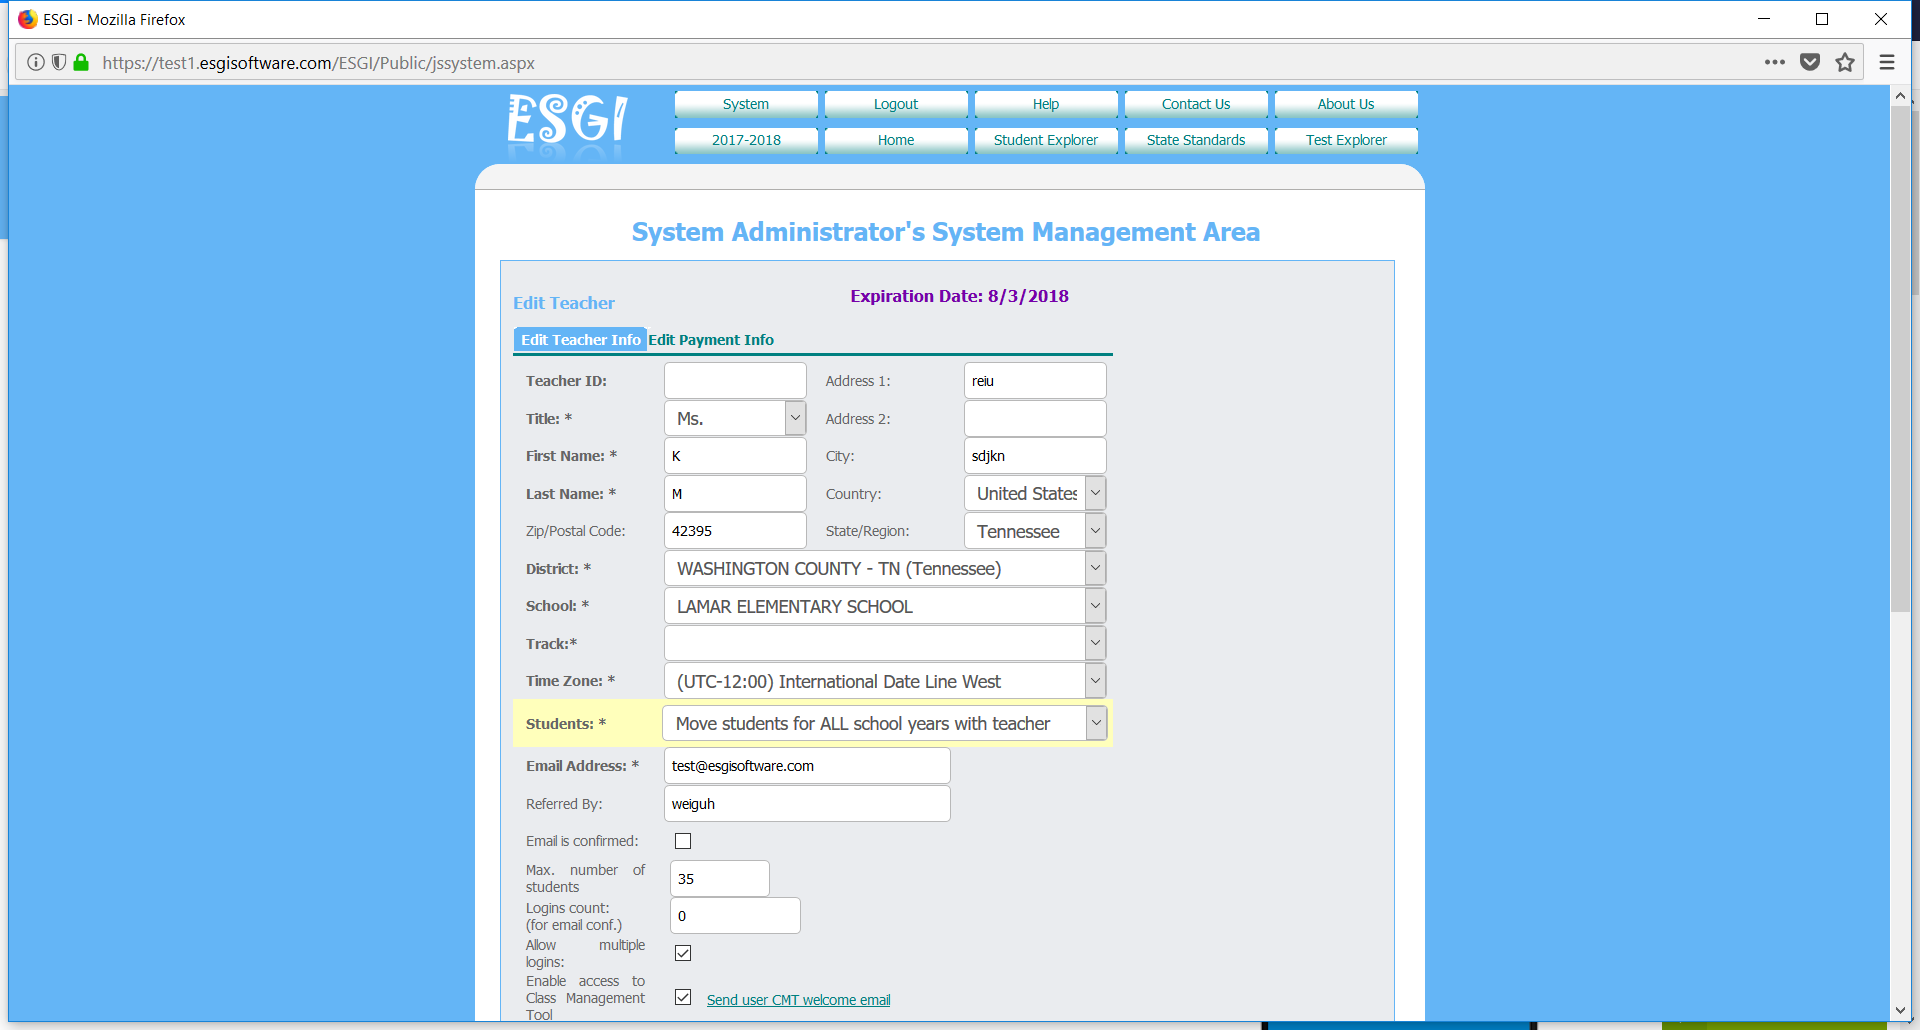 ESGI - Mozilla Firefox
https://test1.esgisoftware.com/ESGI/Public/jssystem.aspx
ESGI
System Logout Help Contact Us About Us
2017-2018 Home Student Explorer State Standards Test Explorer
System Administrator's System Management Area
Edit Teacher Expiration Date: 8/3/2018
Edit Teacher Info Edit Payment Info
Teacher ID: Address 1: reiu
Title: * Ms. Address 2:
First Name: * K City: sdjkn
Last Name: * M Country: United States
Zip/Postal Code: 42395 State/Region: Tennessee
District: * WASHINGTON COUNTY - TN (Tennessee)
School: * LAMAR ELEMENTARY SCHOOL
Track:*
Time Zone: * (UTC-12:00) International Date Line West
Students: * Move students for ALL school years with teacher
Email Address: * test@esgisoftware.com
Referred By: weiguh
Email is confirmed:
Max. number of
students 35
Logins count:
(for email conf.) 0
Allow multiple
logins:
Enable access to
Class Management Send user CMT welcome email
Tool